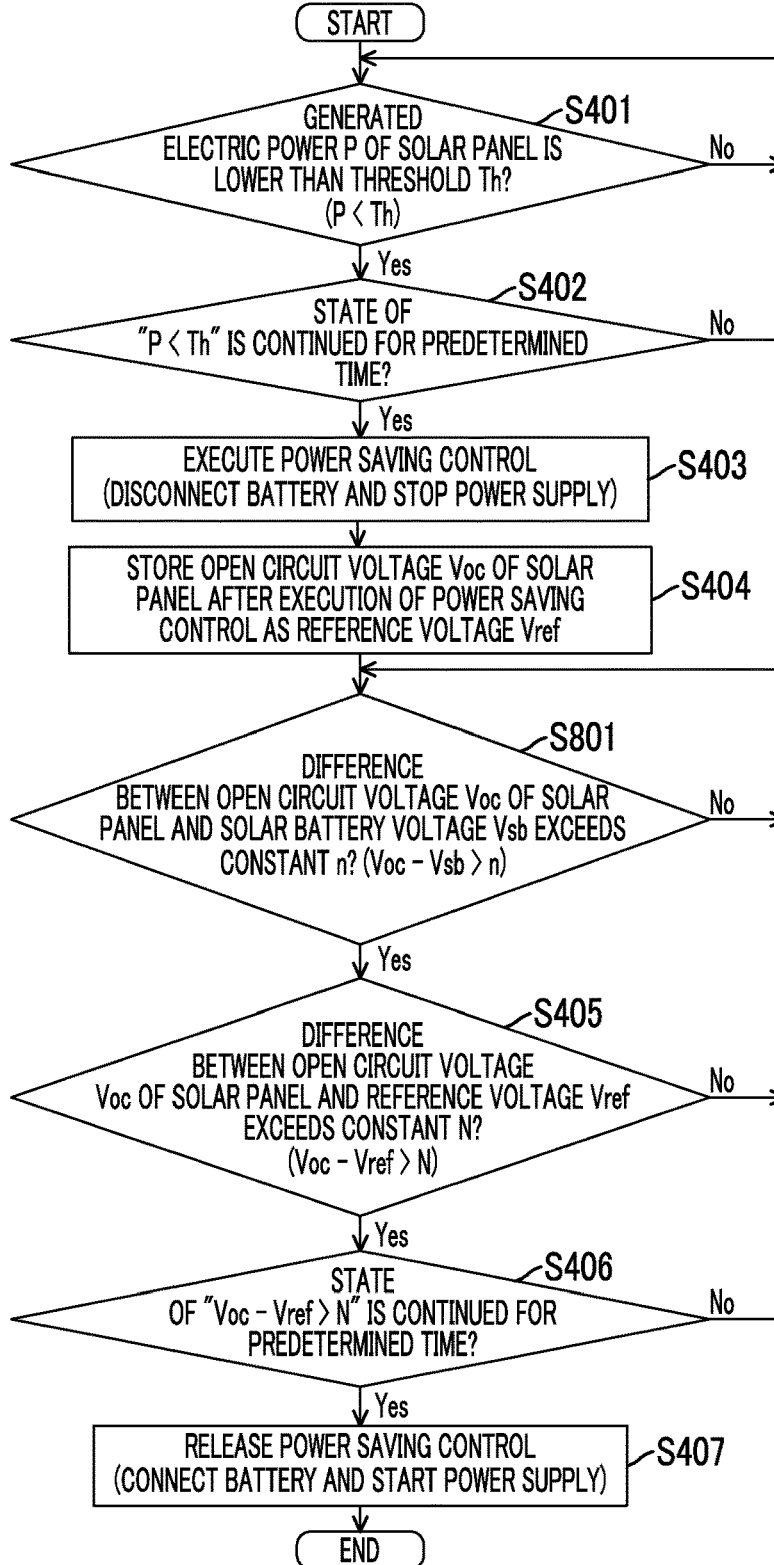 START
GENERATED
ELECTRIC POWER P OF SOLAR PANEL IS
LOWER THAN THRESHOLD Th?
(P < Th)
S401
No
Yes
STATE OF
"P < Th" IS CONTINUED FOR PREDETERMINED
TIME?
S402
No
Yes
EXECUTE POWER SAVING CONTROL
(DISCONNECT BATTERY AND STOP POWER SUPPLY)
S403
STORE OPEN CIRCUIT VOLTAGE Voc OF SOLAR
PANEL AFTER EXECUTION OF POWER SAVING
CONTROL AS REFERENCE VOLTAGE Vref
S404
DIFFERENCE
BETWEEN OPEN CIRCUIT VOLTAGE Voc OF SOLAR
PANEL AND SOLAR BATTERY VOLTAGE Vsb EXCEEDS
CONSTANT n? (Voc - Vsb > n)
S801
No
Yes
DIFFERENCE
BETWEEN OPEN CIRCUIT VOLTAGE
Voc OF SOLAR PANEL AND REFERENCE VOLTAGE Vref
EXCEEDS CONSTANT N?
(Voc - Vref > N)
S405
No
Yes
STATE
OF "Voc - Vref > N" IS CONTINUED FOR
PREDETERMINED TIME?
S406
No
Yes
RELEASE POWER SAVING CONTROL
(CONNECT BATTERY AND START POWER SUPPLY)
S407
END